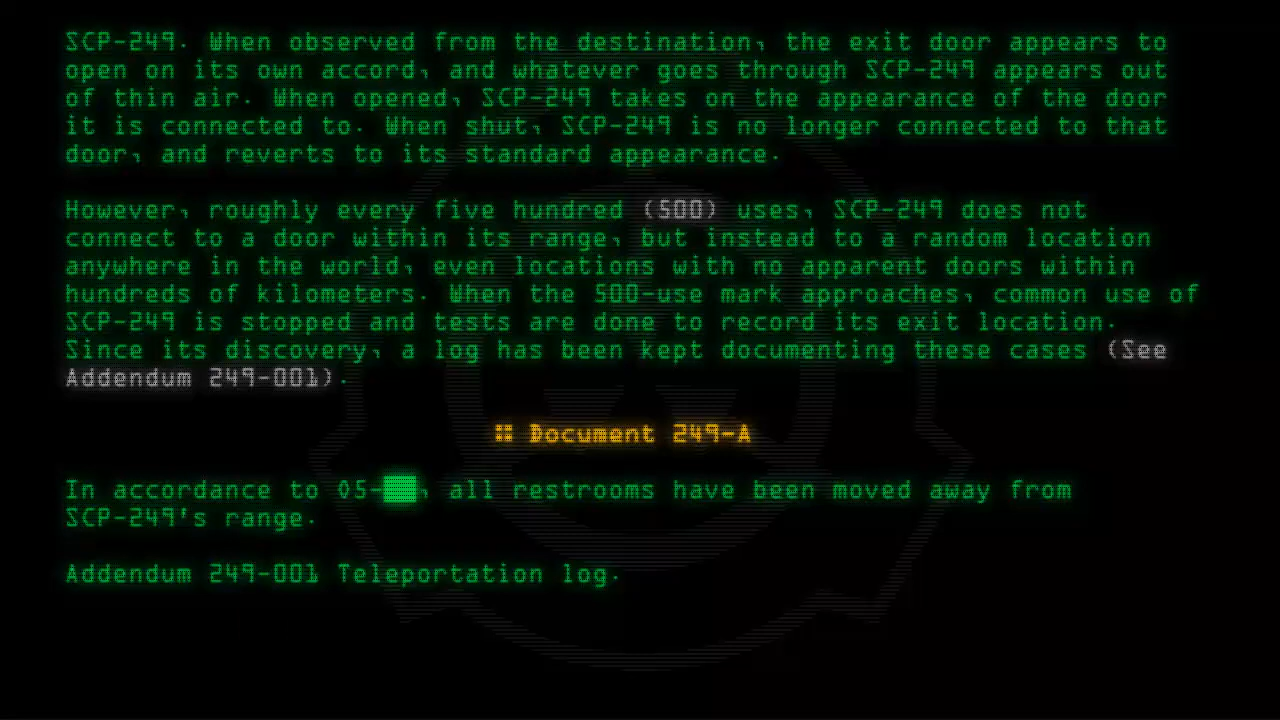 SCP-249. When observed from the destination, the exit door appears to
open on its own accord, and whatever goes through SCP-249 appears out
of thin air. When opened, SCP-249 takes on the appearance of the door
it is connected to. When shut, SCP-249 is no longer connected to that
door, and reverts to its standard appearance.
However, roughly every five hundred (500) uses, SCP-249 does not
connect to a door within its range, but instead to a random location
anywhere in the world, even locations with no apparent doors within
hundreds of kilometers. When the 500-use mark approaches, common use of
SCP-249 is stopped and tests are done to record its exit location.
Since its discovery, a log has been kept documenting these cases (See
Addendum 249-001).
:: Document 249-A
In accordance to 05-██, all restrooms have been moved away from
SCP-249's range.
Addendum 249-001 Teleportation log.